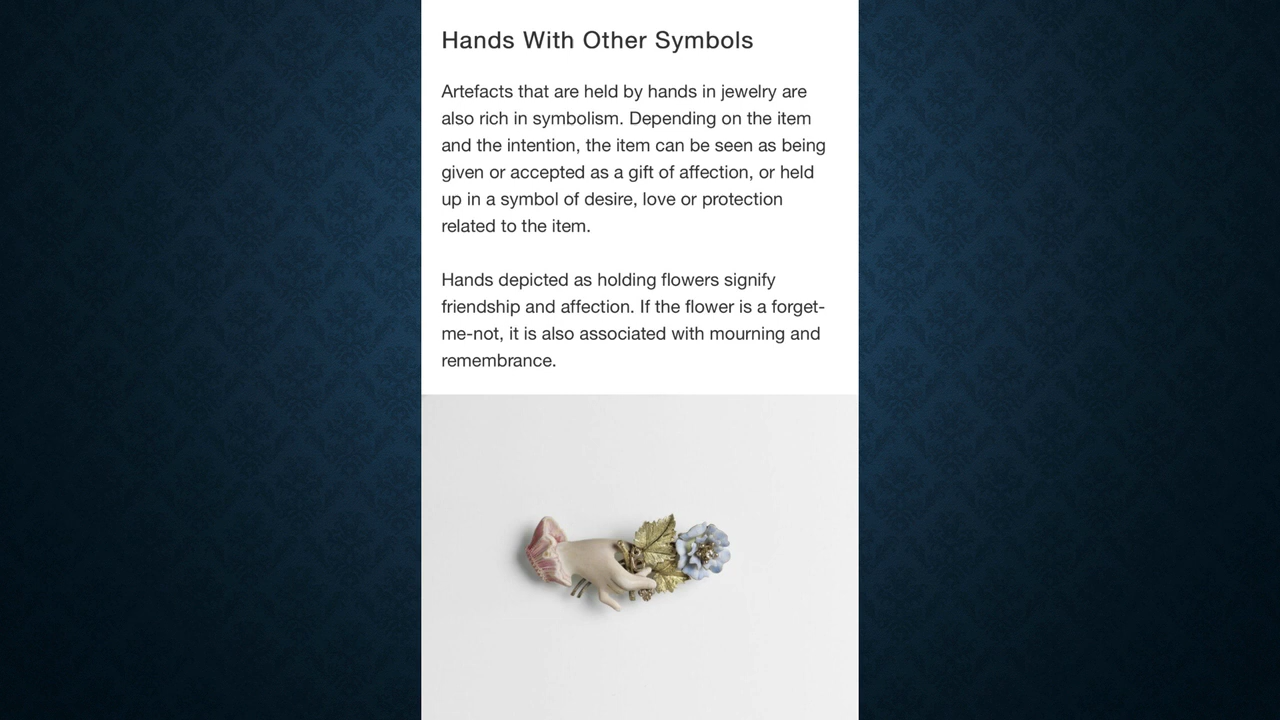 Hands With Other Symbols
Artefacts that are held by hands in jewelry are
also rich in symbolism. Depending on the item
and the intention, the item can be seen as being
given or accepted as a gift of affection, or held
up in a symbol of desire, love or protection
related to the item.
Hands depicted as holding flowers signify
friendship and affection. If the flower is a forget-
me-not, it is also associated with mourning and
remembrance.